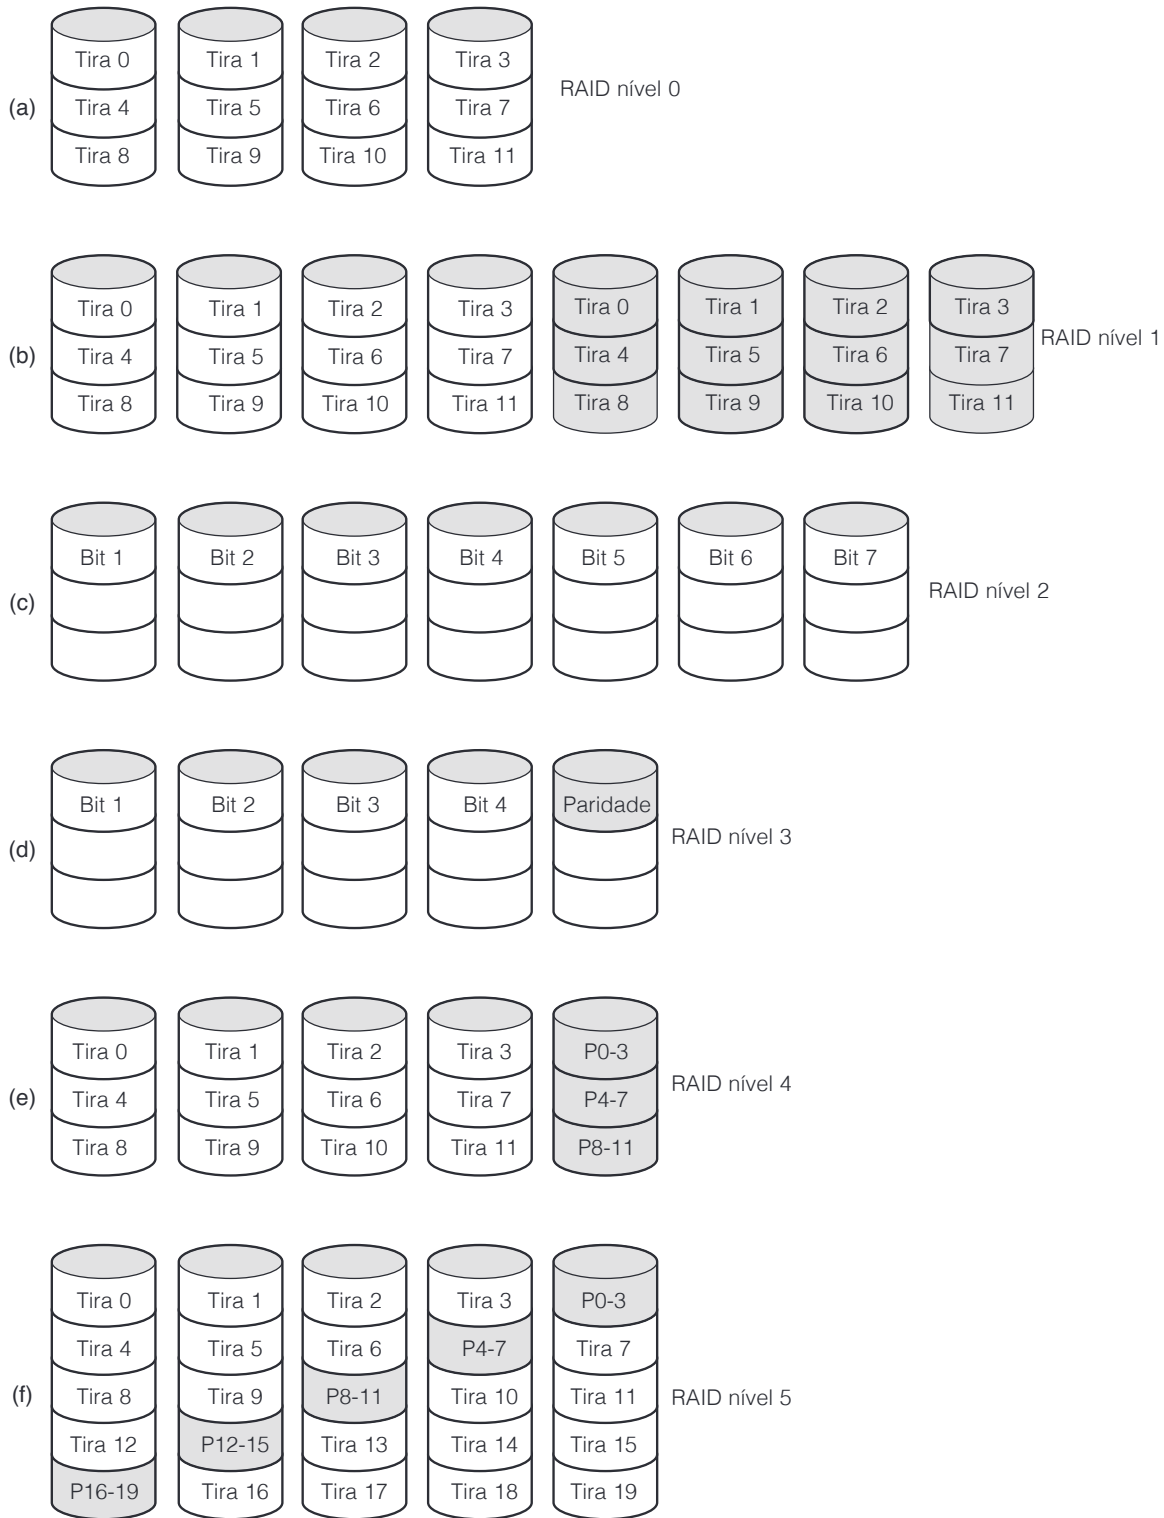 Tira 0 Tira 1 Tira 2 Tira 3
RAID nível 0
(a) Tira 4 Tira 5 Tira 6 Tira 7
Tira 8 Tira 9 Tira 10 Tira 11
Tira 0 Tira 1 Tira 2 Tira 3 Tira 0 Tira 1 Tira 2 Tira 3
RAID nível 1
(b) Tira 4 Tira 5 Tira 6 Tira 7 Tira 4 Tira 5 Tira 6 Tira 7
Tira 8 Tira 9 Tira 10 Tira 11 Tira 8 Tira 9 Tira 10 Tira 11
Bit 1 Bit 2 Bit 3 Bit 4 Bit 5 Bit 6 Bit 7
RAID nível 2
(c)
Bit 1 Bit 2 Bit 3 Bit 4 Paridade
RAID nível 3
(d)
Tira 0 Tira 1 Tira 2 Tira 3 P0-3
RAID nível 4
(e) Tira 4 Tira 5 Tira 6 Tira 7 P4-7
Tira 8 Tira 9 Tira 10 Tira 11 P8-11
Tira 0 Tira 1 Tira 2 Tira 3 P0-3
Tira 4 Tira 5 Tira 6 P4-7 Tira 7
(f) Tira 8 Tira 9 P8-11 Tira 10 Tira 11 RAID nível 5
Tira 12 P12-15 Tira 13 Tira 14 Tira 15
P16-19 Tira 16 Tira 17 Tira 18 Tira 19